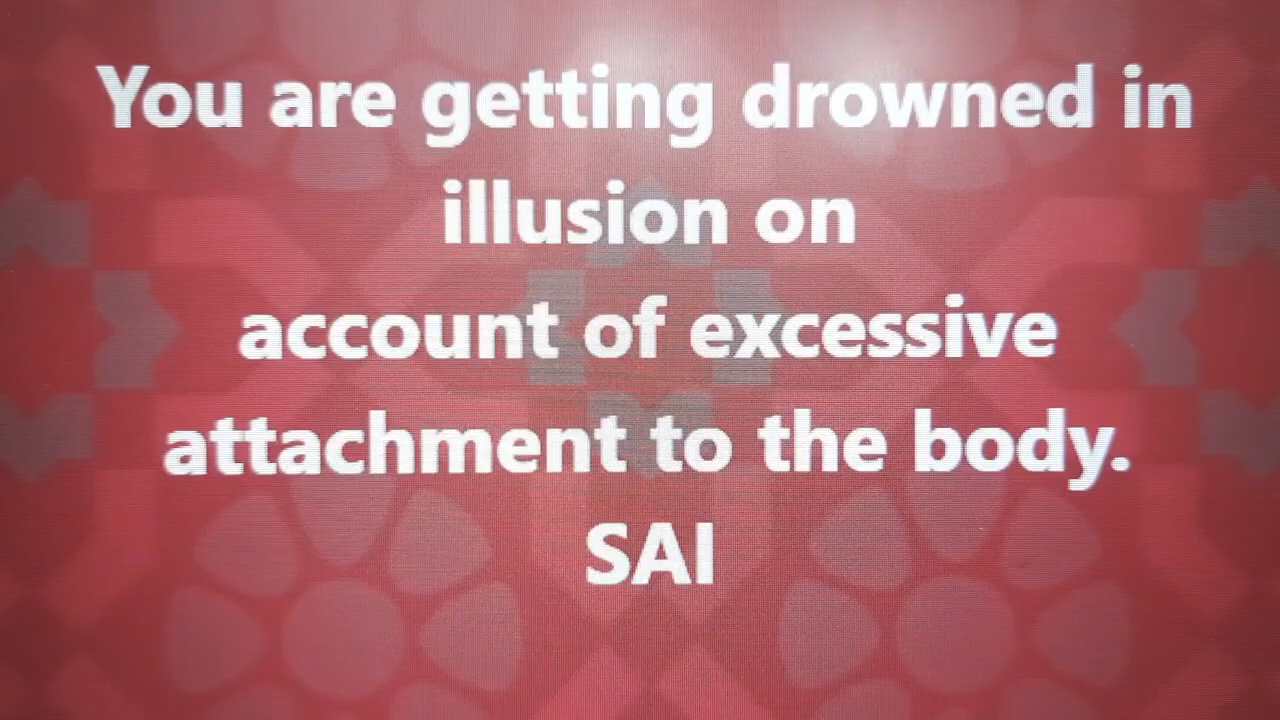 You are getting drowned in
illusion on
account of excessive
attachment to the body.
SAI